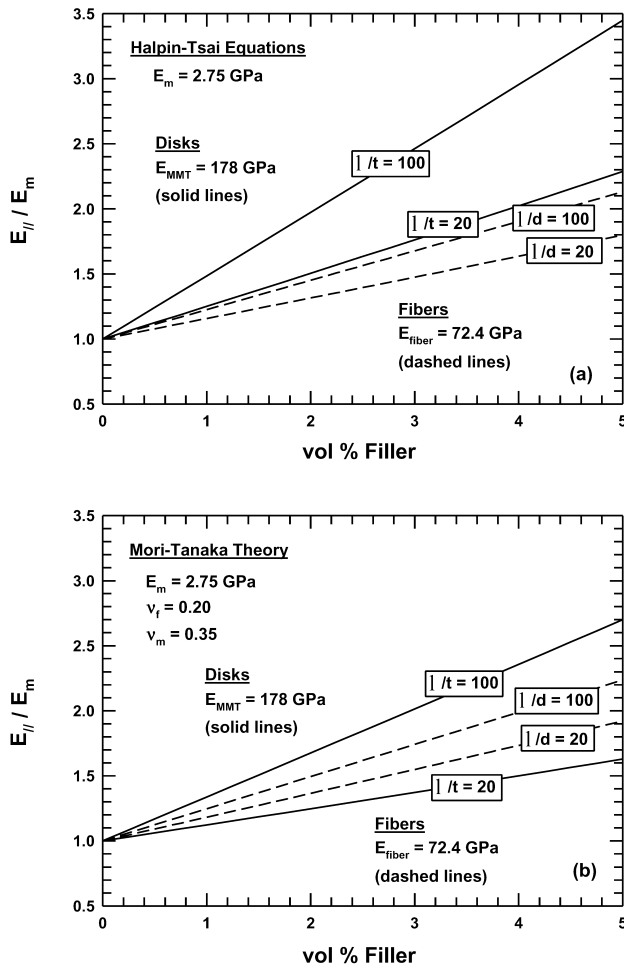 3.5
Halpin-Tsai Equations
Em = 2.75 GPa
3.0
Disks
EMMT = 178 GPa
(solid lines)
l/t = 100
2.5
E// / Em
2.0
l/t = 20
l/d = 100
l/d = 20
1.5
Fibers
Efiber = 72.4 GPa
(dashed lines)
1.0
(a)
0.5
0 1 2 3 4 5
vol % Filler
3.5
Mori-Tanaka Theory
Em = 2.75 GPa
νf = 0.20
νm = 0.35
3.0
Disks
EMMT = 178 GPa
(solid lines)
l/t = 100
2.5
l/d = 100
E// / Em
2.0
l/d = 20
1.5
l/t = 20
Fibers
Efiber = 72.4 GPa
(dashed lines)
1.0
(b)
0.5
0 1 2 3 4 5
vol % Filler